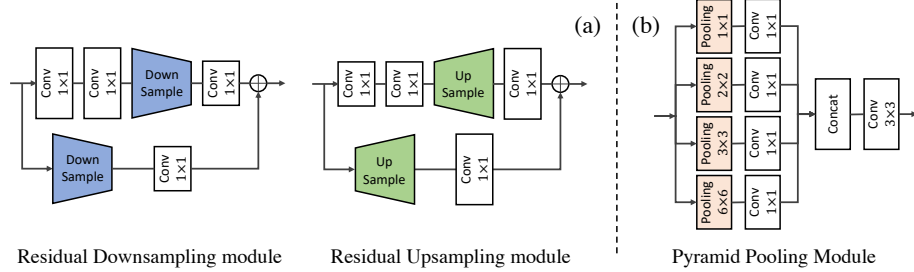 (a)
Conv
1×1
Conv
1×1
Down
Sample
Conv
1×1
Down
Sample
Conv
1×1
Residual Downsampling module
Conv
1×1
Conv
1×1
Up
Sample
Conv
1×1
Up
Sample
Conv
1×1
Residual Upsampling module
(b)
Pooling
1×1
Conv
1×1
Pooling
2×2
Conv
1×1
Pooling
3×3
Conv
1×1
Pooling
6×6
Conv
1×1
Concat
Conv
3×3
Pyramid Pooling Module